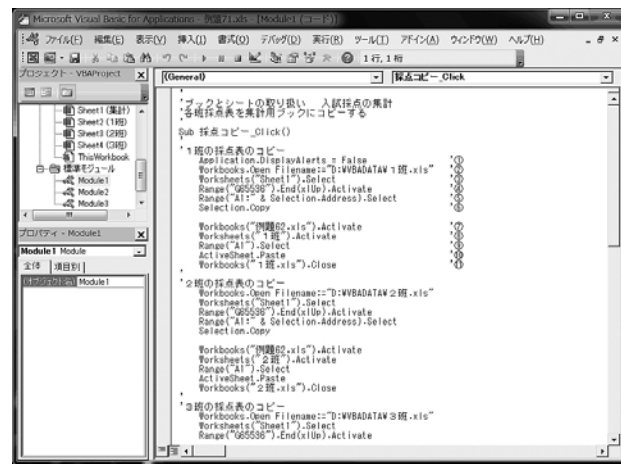 Microsoft Visual Basic for Applications - 例題71.xls - [Module1 (コード)]
ファイル(F) 編集(E) 表示(V) 挿入(I) 書式(O) デバッグ(D) 実行(R) ツール(T) アドイン(A) ウィンドウ(W) ヘルプ(H)
1行, 1桁
プロジェクト - VBAProject
Sheet1 (集計)
Sheet2 (1班)
Sheet3 (2班)
Sheet4 (3班)
ThisWorkbook
標準モジュール
Module1
Module2
Module3
プロパティ - Module1
Module1 Module
全体 項目別
(オブジェクト名) Module1
(General) 採点コピー_Click
'ブックとシートの取り扱い 入試採点の集計
'各班採点表を集計用ブックにコピーする
Sub 採点コピー_Click()
'1班の採点表のコピー
Application.DisplayAlerts = False '①
Workbooks.Open Filename:="D:¥VBADATA¥1班.xls" '②
Worksheets("Sheet1").Select '③
Range("G65536").End(xlUp).Activate '④
Range("A1:" & Selection.Address).Select '⑤
Selection.Copy '⑥
Workbooks("例題62.xls").Activate '⑦
Worksheets("1班").Activate '⑧
Range("A1").Select '⑨
ActiveSheet.Paste '⑩
Workbooks("1班.xls").Close '⑪
'2班の採点表のコピー
Workbooks.Open Filename:="D:¥VBADATA¥2班.xls"
Worksheets("Sheet1").Select
Range("G65536").End(xlUp).Activate
Range("A1:" & Selection.Address).Select
Selection.Copy
Workbooks("例題62.xls").Activate
Worksheets("2班").Activate
Range("A1").Select
ActiveSheet.Paste
Workbooks("2班.xls").Close
'3班の採点表のコピー
Workbooks.Open Filename:="D:¥VBADATA¥3班.xls"
Worksheets("Sheet1").Select
Range("G65536").End(xlUp).Activate